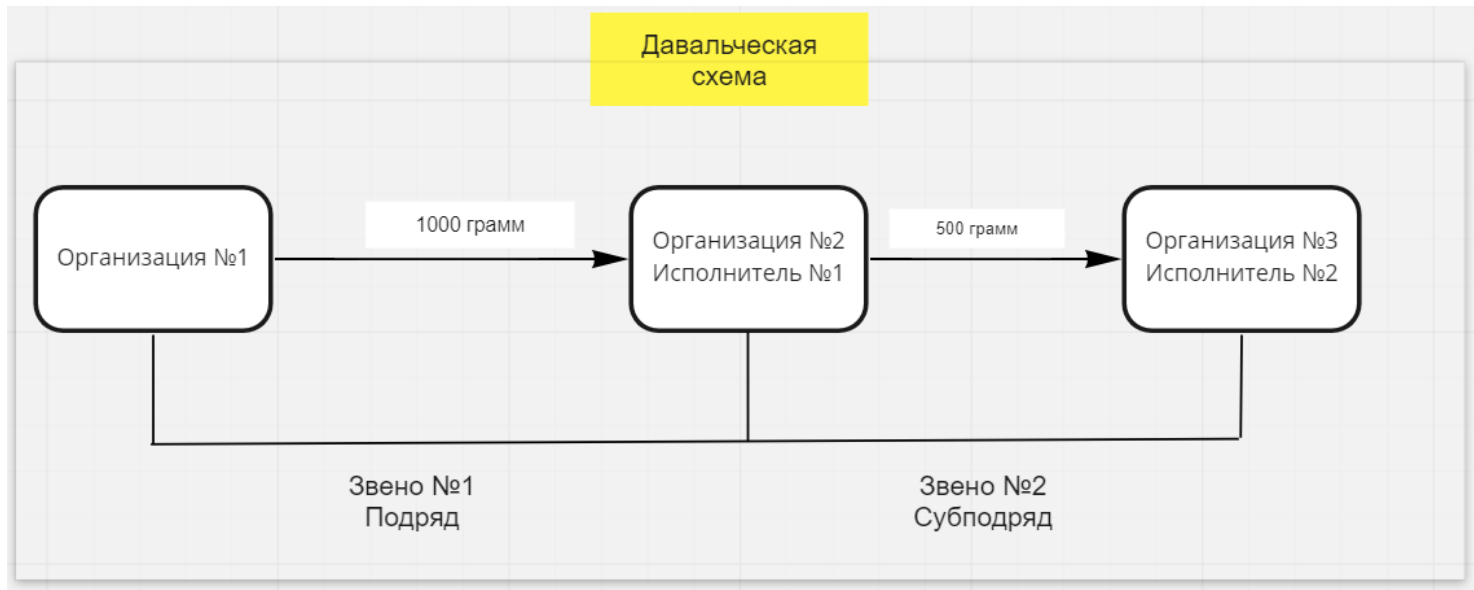 Давальческая
схема
Организация №1
1000 грамм
Организация №2
Исполнитель №1
500 грамм
Организация №3
Исполнитель №2
Звено №1
Подряд
Звено №2
Субподряд